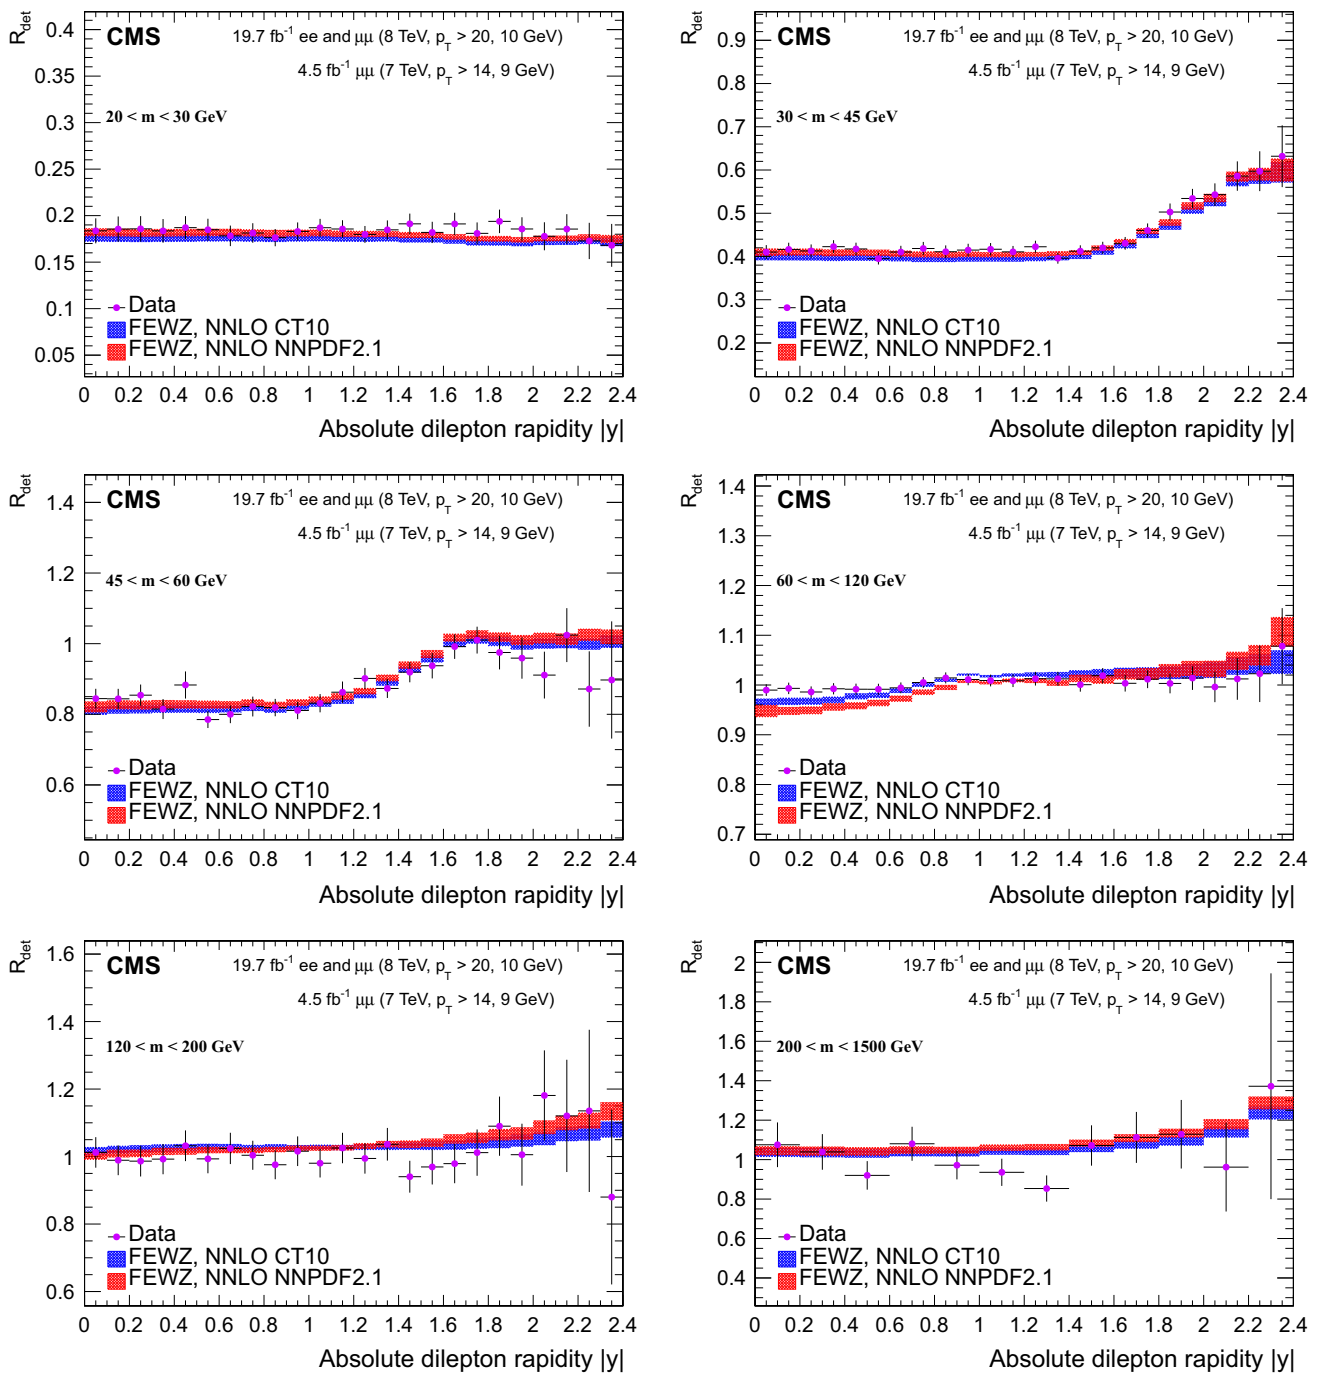 R_det
CMS
19.7 fb⁻¹ ee and μμ (8 TeV, p_T > 20, 10 GeV)
4.5 fb⁻¹ μμ (7 TeV, p_T > 14, 9 GeV)
20 < m < 30 GeV
0.4
0.35
0.3
0.25
0.2
0.15
0.1
0.05
Data
FEWZ, NNLO CT10
FEWZ, NNLO NNPDF2.1
0 0.2 0.4 0.6 0.8 1 1.2 1.4 1.6 1.8 2 2.2 2.4
Absolute dilepton rapidity |y|
R_det
CMS
19.7 fb⁻¹ ee and μμ (8 TeV, p_T > 20, 10 GeV)
4.5 fb⁻¹ μμ (7 TeV, p_T > 14, 9 GeV)
30 < m < 45 GeV
0.9
0.8
0.7
0.6
0.5
0.4
0.3
0.2
Data
FEWZ, NNLO CT10
FEWZ, NNLO NNPDF2.1
0 0.2 0.4 0.6 0.8 1 1.2 1.4 1.6 1.8 2 2.2 2.4
Absolute dilepton rapidity |y|
R_det
CMS
19.7 fb⁻¹ ee and μμ (8 TeV, p_T > 20, 10 GeV)
4.5 fb⁻¹ μμ (7 TeV, p_T > 14, 9 GeV)
45 < m < 60 GeV
1.4
1.2
1
0.8
0.6
Data
FEWZ, NNLO CT10
FEWZ, NNLO NNPDF2.1
0 0.2 0.4 0.6 0.8 1 1.2 1.4 1.6 1.8 2 2.2 2.4
Absolute dilepton rapidity |y|
R_det
CMS
19.7 fb⁻¹ ee and μμ (8 TeV, p_T > 20, 10 GeV)
4.5 fb⁻¹ μμ (7 TeV, p_T > 14, 9 GeV)
60 < m < 120 GeV
1.4
1.3
1.2
1.1
1
0.9
0.8
0.7
Data
FEWZ, NNLO CT10
FEWZ, NNLO NNPDF2.1
0 0.2 0.4 0.6 0.8 1 1.2 1.4 1.6 1.8 2 2.2 2.4
Absolute dilepton rapidity |y|
R_det
CMS
19.7 fb⁻¹ ee and μμ (8 TeV, p_T > 20, 10 GeV)
4.5 fb⁻¹ μμ (7 TeV, p_T > 14, 9 GeV)
120 < m < 200 GeV
1.6
1.4
1.2
1
0.8
0.6
Data
FEWZ, NNLO CT10
FEWZ, NNLO NNPDF2.1
0 0.2 0.4 0.6 0.8 1 1.2 1.4 1.6 1.8 2 2.2 2.4
Absolute dilepton rapidity |y|
R_det
CMS
19.7 fb⁻¹ ee and μμ (8 TeV, p_T > 20, 10 GeV)
4.5 fb⁻¹ μμ (7 TeV, p_T > 14, 9 GeV)
200 < m < 1500 GeV
2
1.8
1.6
1.4
1.2
1
0.8
0.6
0.4
Data
FEWZ, NNLO CT10
FEWZ, NNLO NNPDF2.1
0 0.2 0.4 0.6 0.8 1 1.2 1.4 1.6 1.8 2 2.2 2.4
Absolute dilepton rapidity |y|